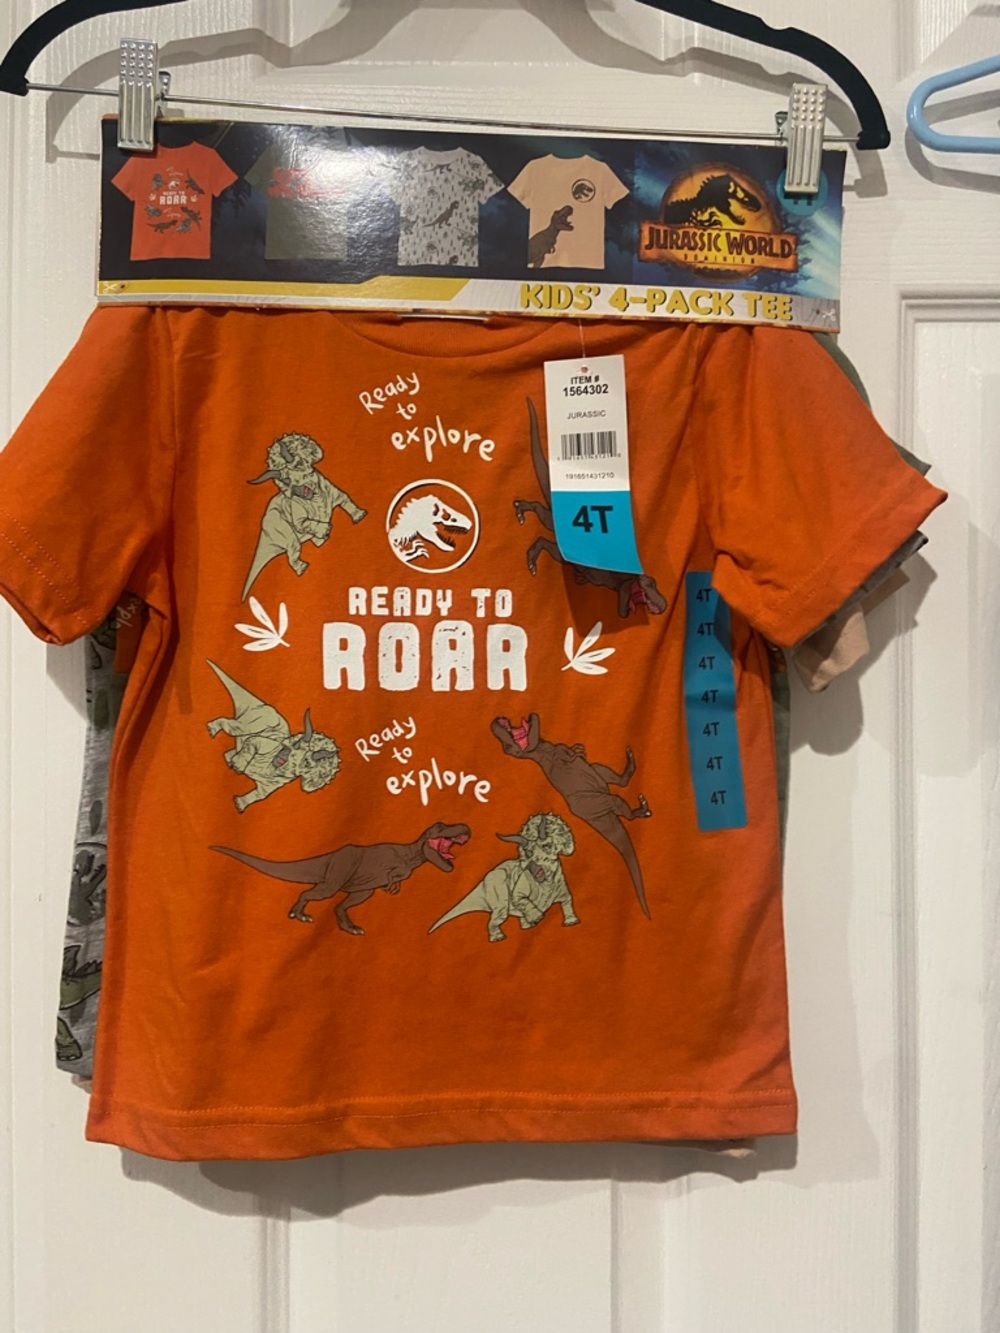 READY TO
ROAR
JURASSIC WORLD
DOMINION
KIDS' 4-PACK TEE
ITEM #
1564302
JURASSIC
191651431210
4T
Ready
to
explore
READY TO
ROAR
Ready
to
explore
4T
4T
4T
4T
4T
4T
4T